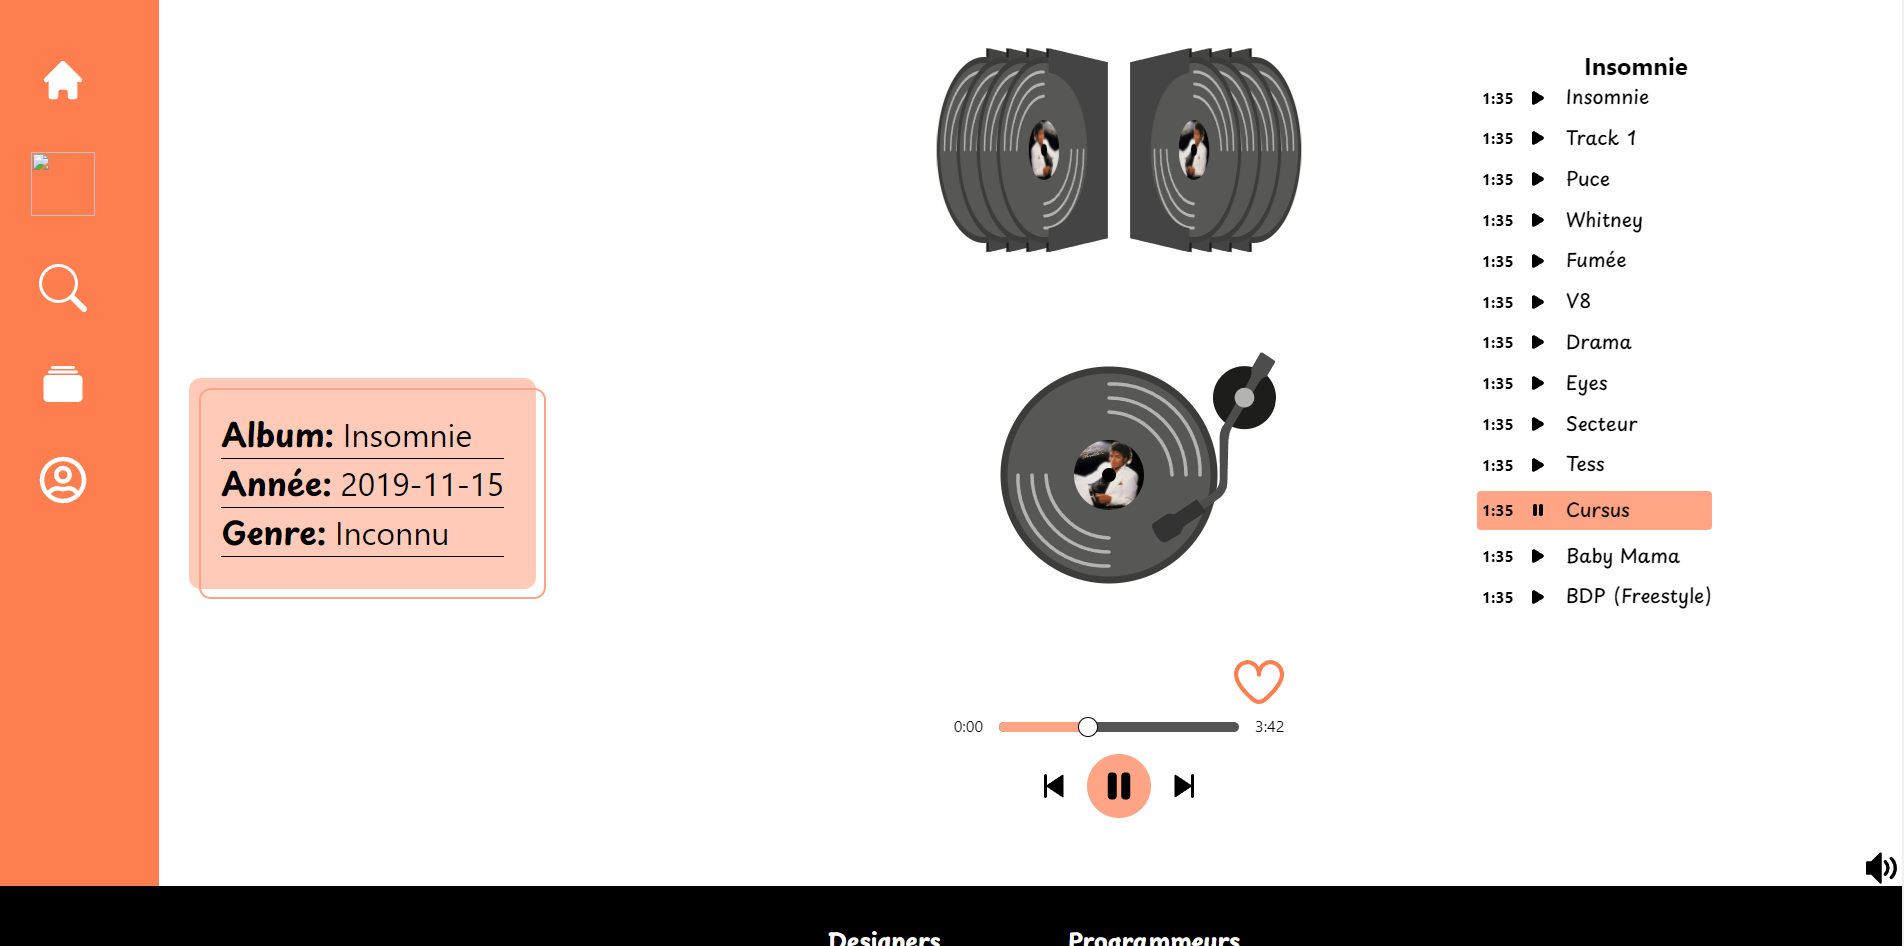 Album: Insomnie
Année: 2019-11-15
Genre: Inconnu
0:00
3:42
Insomnie
1:35 Insomnie
1:35 Track 1
1:35 Puce
1:35 Whitney
1:35 Fumée
1:35 V8
1:35 Drama
1:35 Eyes
1:35 Secteur
1:35 Tess
1:35 Cursus
1:35 Baby Mama
1:35 BDP (Freestyle)
Designers
Programmeurs